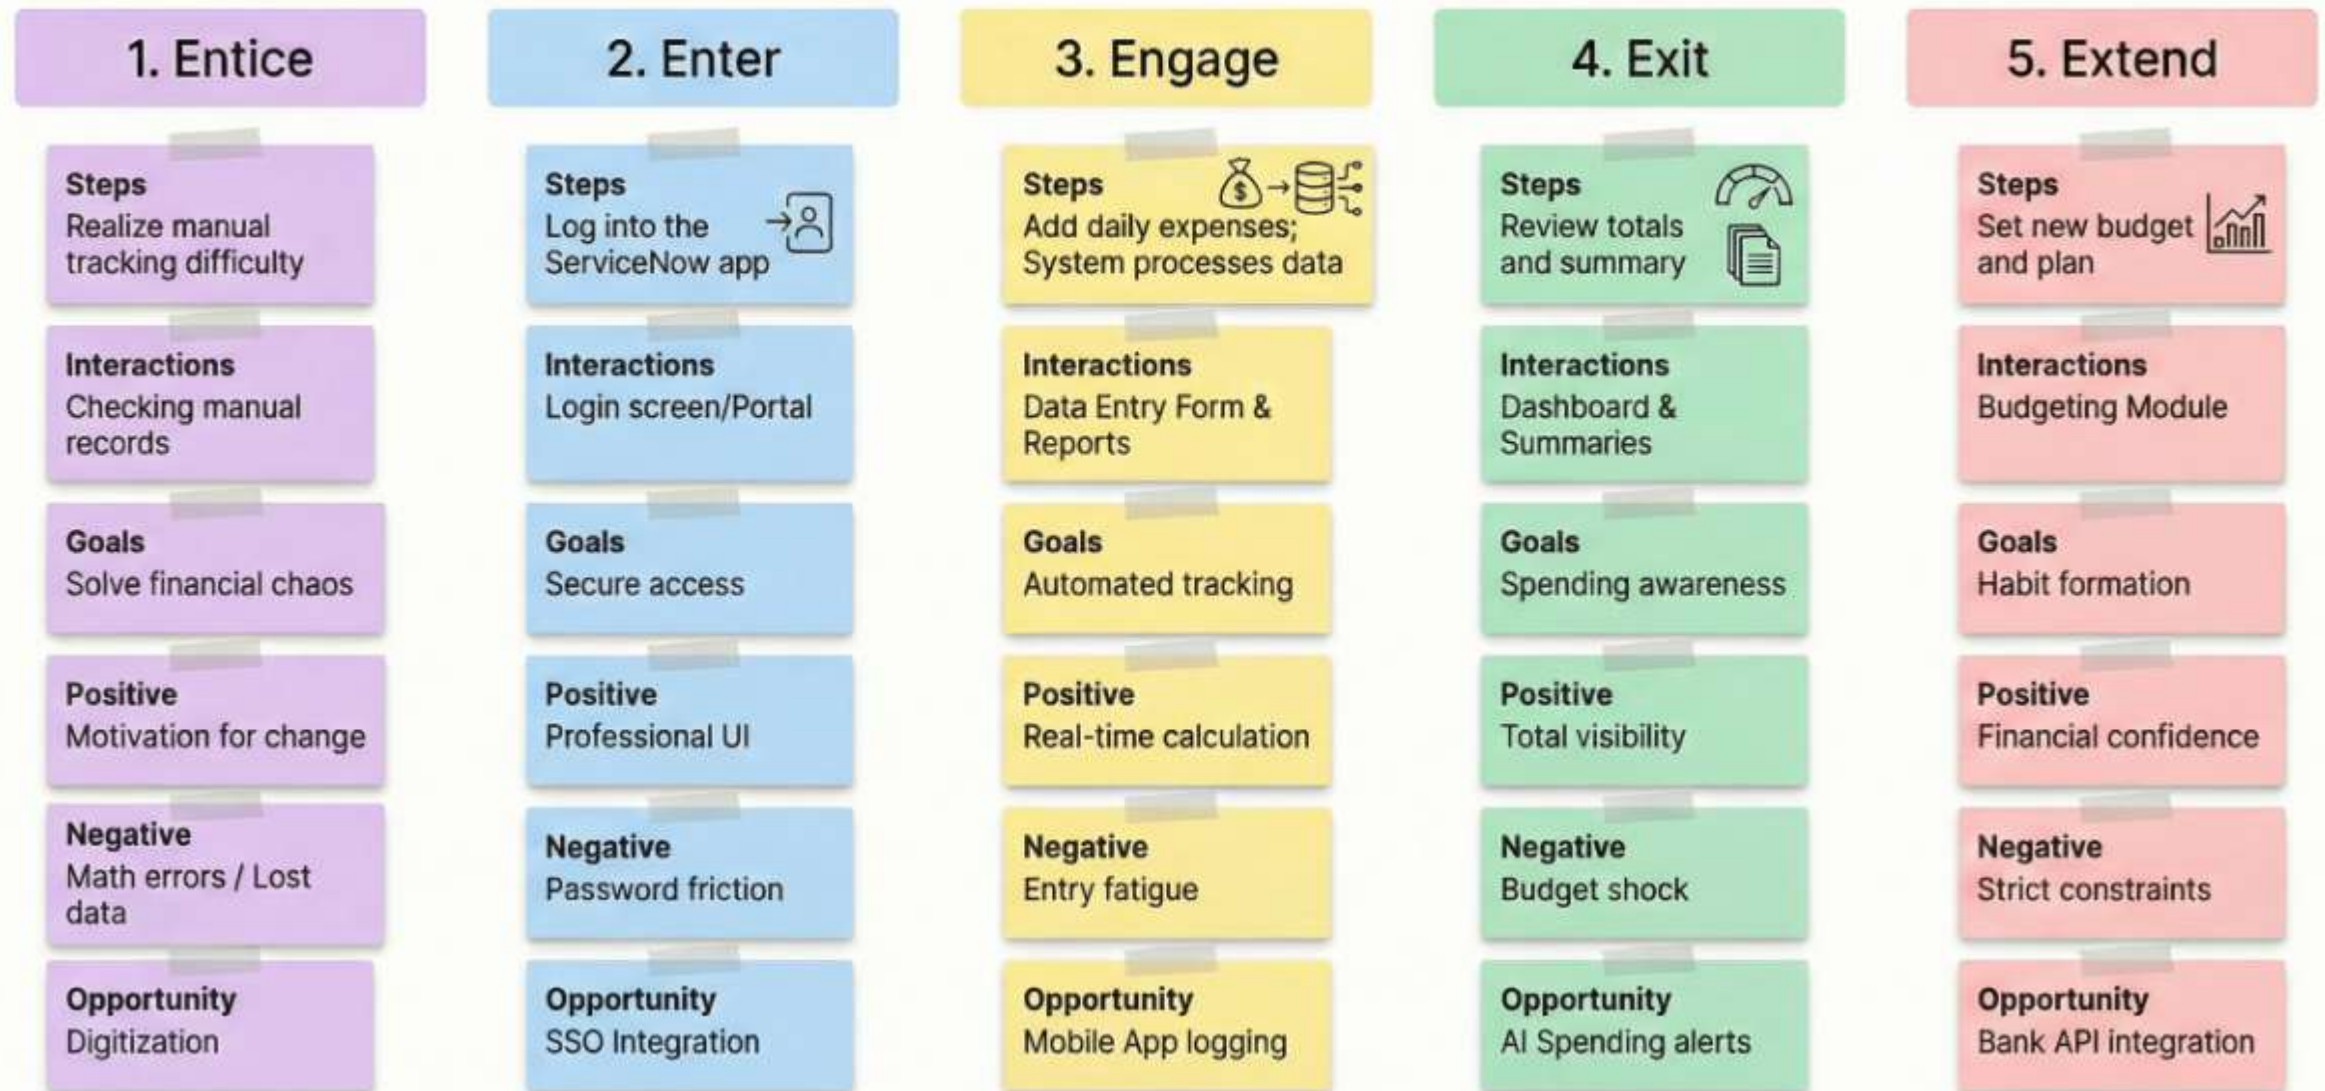 1. Entice
Steps
Realize manual
tracking difficulty
Interactions
Checking manual
records
Goals
Solve financial chaos
Positive
Motivation for change
Negative
Math errors / Lost
data
Opportunity
Digitization
2. Enter
Steps
Log into the
ServiceNow app
Interactions
Login screen/Portal
Goals
Secure access
Positive
Professional UI
Negative
Password friction
Opportunity
SSO Integration
3. Engage
Steps
$
Add daily expenses;
System processes data
Interactions
Data Entry Form &
Reports
Goals
Automated tracking
Positive
Real-time calculation
Negative
Entry fatigue
Opportunity
Mobile App logging
4. Exit
Steps
Review totals
and summary
Interactions
Dashboard &
Summaries
Goals
Spending awareness
Positive
Total visibility
Negative
Budget shock
Opportunity
AI Spending alerts
5. Extend
Steps
Set new budget
and plan
Interactions
Budgeting Module
Goals
Habit formation
Positive
Financial confidence
Negative
Strict constraints
Opportunity
Bank API integration